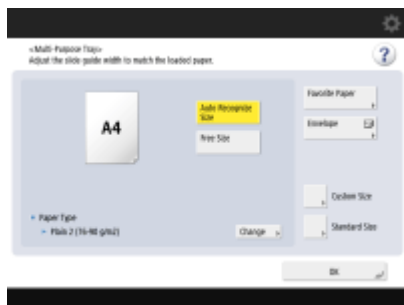 <Multi-Purpose Tray>
Adjust the slide guide width to match the loaded paper.
?
A4
Auto Recognize
Size
Free Size
Favorite Paper
Envelope
Custom Size
Standard Size
Paper Type
Plain 2 (76-90 g/m2)
Change
OK